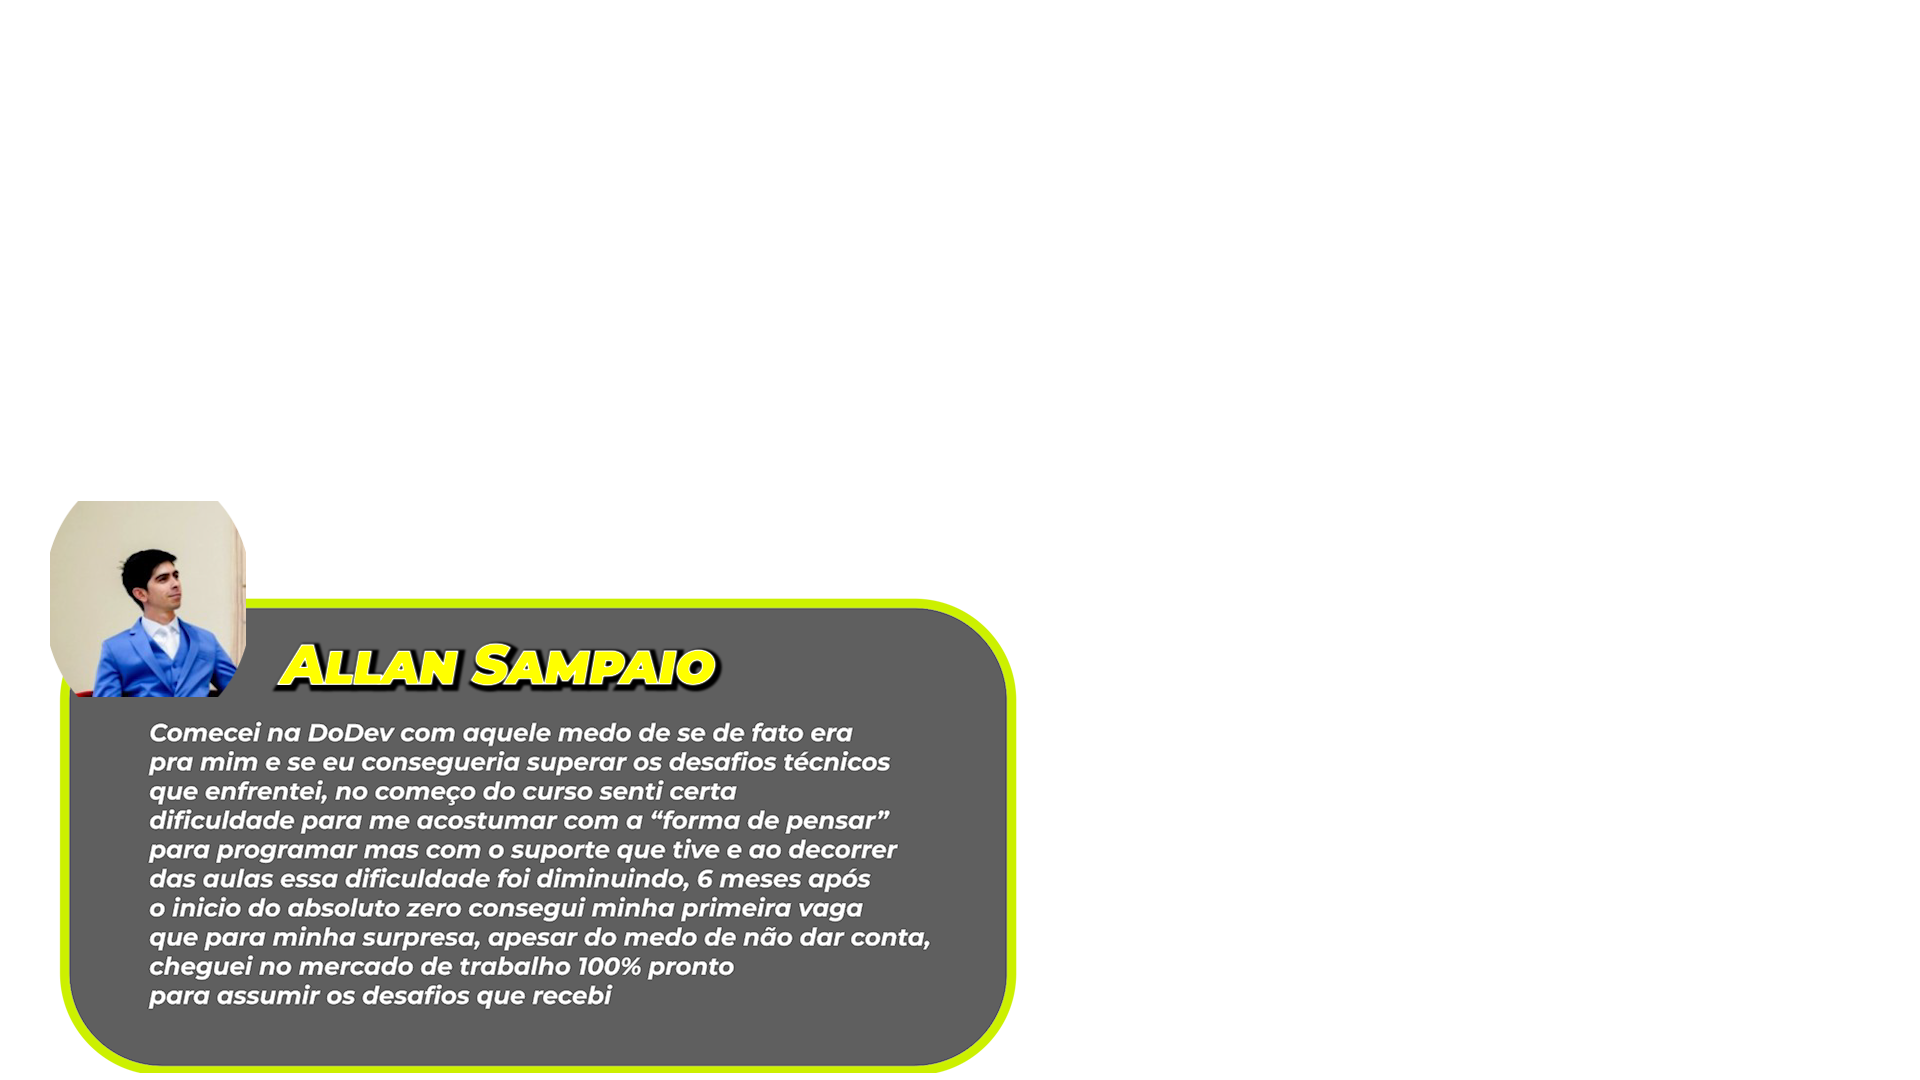 ALLAN SAMPAIO
Comecei na DoDev com aquele medo de se de fato era
pra mim e se eu consegueria superar os desafios técnicos
que enfrentei, no começo do curso senti certa
dificuldade para me acostumar com a “forma de pensar”
para programar mas com o suporte que tive e ao decorrer
das aulas essa dificuldade foi diminuindo, 6 meses após
o inicio do absoluto zero consegui minha primeira vaga
que para minha surpresa, apesar do medo de não dar conta,
cheguei no mercado de trabalho 100% pronto
para assumir os desafios que recebi